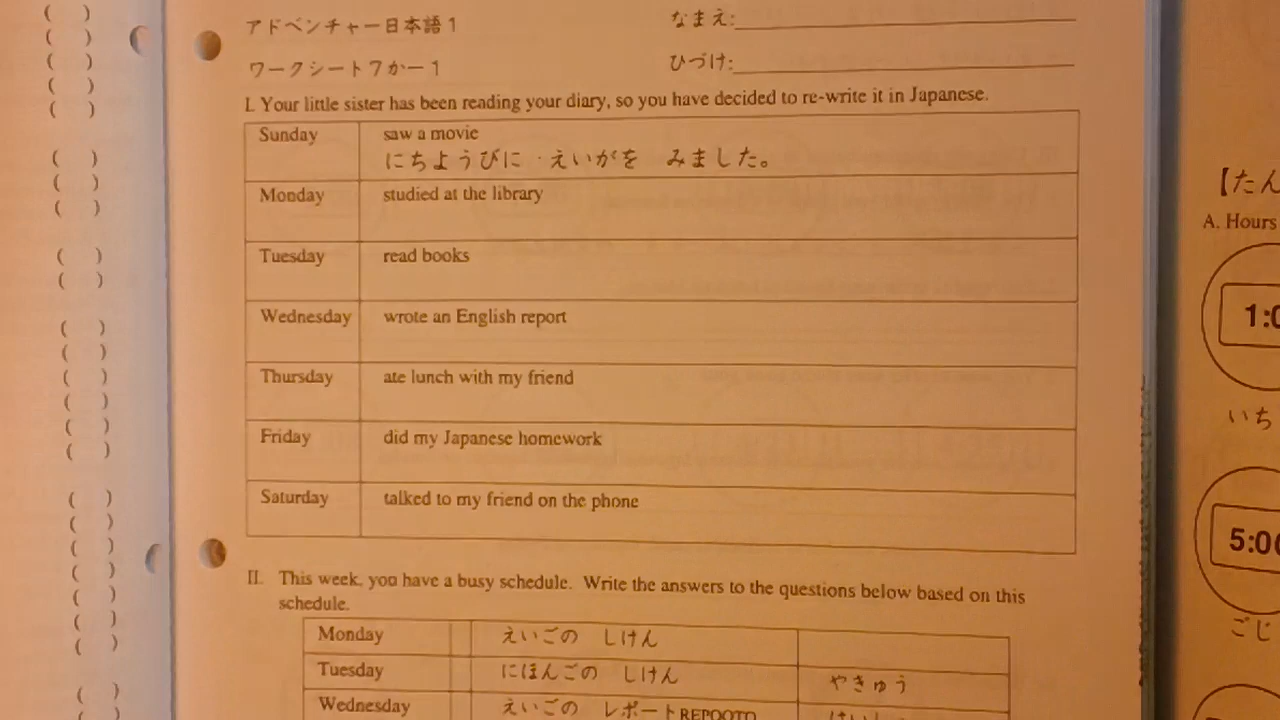 アドベンチャー日本語1
なまえ:
ワークシート7かー1
ひづけ:
I. Your little sister has been reading your diary, so you have decided to re-write it in Japanese.
Sunday
saw a movie
にちようびに えいがを みました。
Monday
studied at the library
Tuesday
read books
Wednesday
wrote an English report
Thursday
ate lunch with my friend
Friday
did my Japanese homework
Saturday
talked to my friend on the phone
II. This week, you have a busy schedule. Write the answers to the questions below based on this
schedule.
Monday
えいごの しけん
Tuesday
にほんごの しけん
やきゅう
Wednesday
えいごの レポート
【たん
A. Hours
1:0
いち
5:00
ごじ